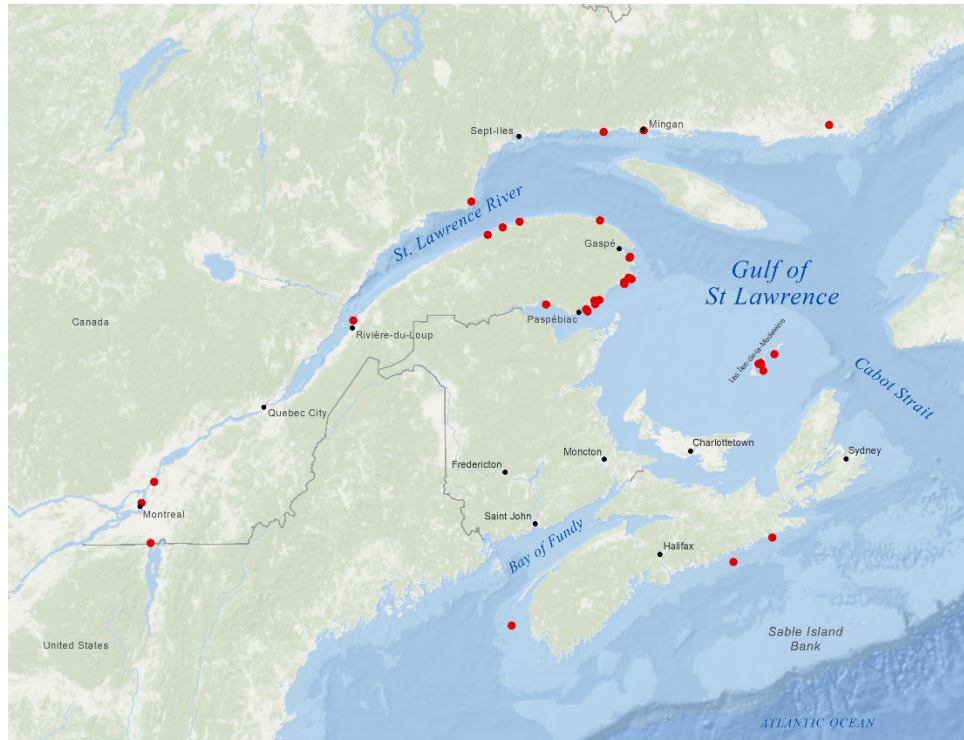 Sept-Iles
Mingan
St. Lawrence River
Gaspé
Gulf of
St Lawrence
Canada
Paspébiac
Rivière-du-Loup
Les Îles-de-la-Madeleine
Cabot Strait
Quebec City
Charlottetown
Moncton
Sydney
Fredericton
Montreal
Saint John
Bay of Fundy
Halifax
Sable Island
Bank
United States
ATLANTIC OCEAN